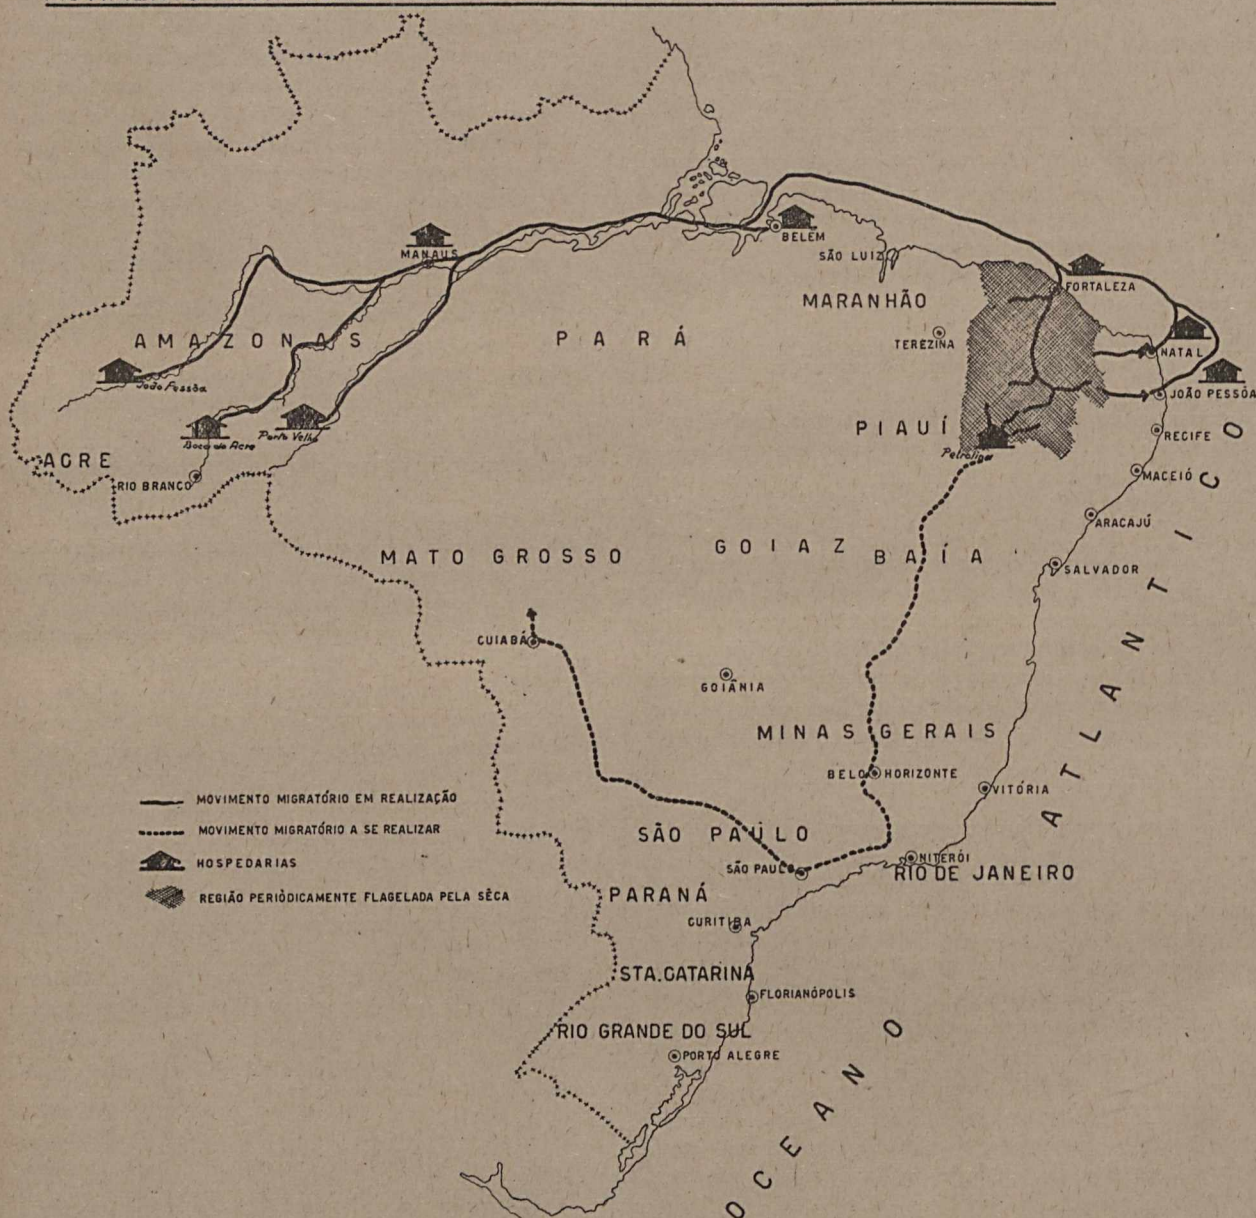 MANAUS
BELÉM
SÃO LUIZ
FORTALEZA
MARANHÃO
AMAZONAS
PARÁ
TEREZINA
NATAL
João Pessôa
JOÃO PESSÔA
PIAUÍ
RECIFE
Boca do Acre
Porto Velho
Petrolina
ACRE
RIO BRANCO
MACEIÓ
ARACAJÚ
MATO GROSSO
GOIAZ
BAÍA
SALVADOR
CUIABÁ
GOIÂNIA
MINAS GERAIS
BELO HORIZONTE
VITÓRIA
MOVIMENTO MIGRATÓRIO EM REALIZAÇÃO
MOVIMENTO MIGRATÓRIO A SE REALIZAR
HOSPEDARIAS
REGIÃO PERIÒDICAMENTE FLAGELADA PELA SÊCA
SÃO PAULO
SÃO PAULO
NITERÓI
RIO DE JANEIRO
PARANÁ
CURITIBA
STA. CATARINA
FLORIANÓPOLIS
RIO GRANDE DO SUL
PORTO ALEGRE
OCEANO ATLANTICO